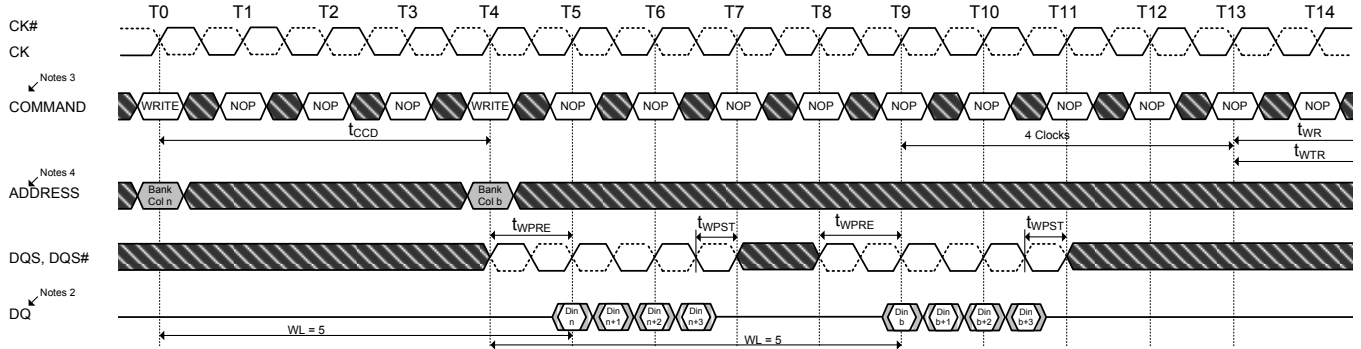 T0 T1 T2 T3 T4 T5 T6 T7 T8 T9 T10 T11 T12 T13 T14
CK#
CK
Notes 3
COMMAND WRITE NOP NOP NOP WRITE NOP NOP NOP NOP NOP NOP NOP NOP NOP NOP
tCCD 4 Clocks tWR
tWTR
Notes 4
ADDRESS Bank Col n Bank Col b
tWPRE tWPST tWPRE tWPST
DQS, DQS#
Notes 2
DQ Din n Din n+1 Din n+2 Din n+3 Din b Din b+1 Din b+2 Din b+3
WL = 5
WL = 5